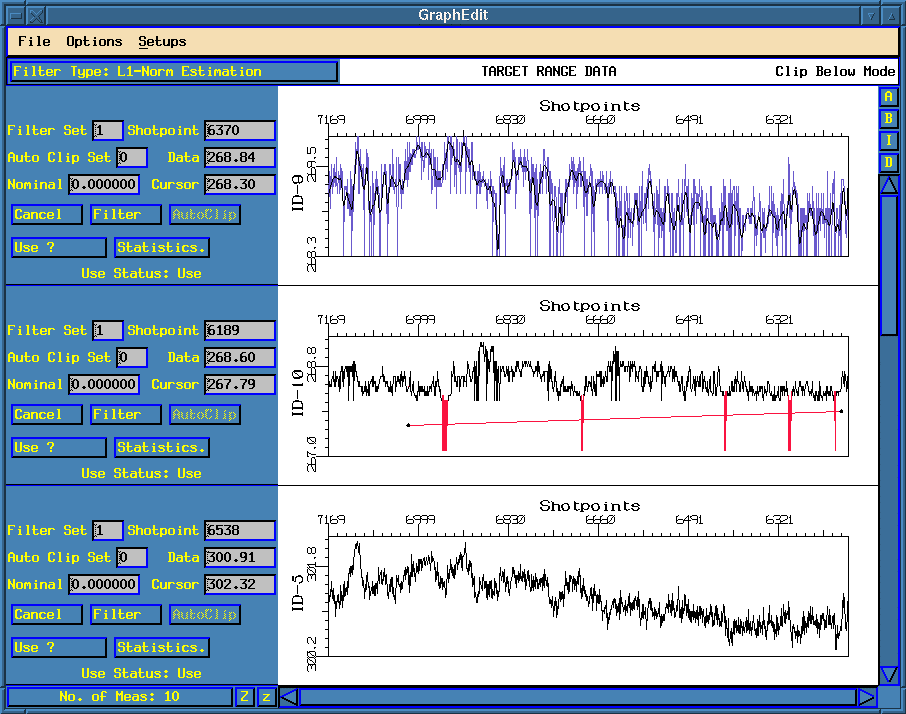 GraphEdit
File Options Setups
Filter Type: L1-Norm Estimation TARGET RANGE DATA Clip Below Mode
A
B
I
D
Shotpoints
7169 6999 6830 6660 6491 6321
Filter Set 1 Shotpoint 6370
Auto Clip Set 0 Data 268.84
Nominal 0.000000 Cursor 268.30
Cancel Filter AutoClip
Use ? Statistics.
Use Status: Use
ID-9
269.5
268.3
Shotpoints
7169 6999 6830 6660 6491 6321
Filter Set 1 Shotpoint 6189
Auto Clip Set 0 Data 268.60
Nominal 0.000000 Cursor 267.79
Cancel Filter AutoClip
Use ? Statistics.
Use Status: Use
ID-10
268.8
267.0
Shotpoints
7169 6999 6830 6660 6491 6321
Filter Set 1 Shotpoint 6538
Auto Clip Set 0 Data 300.91
Nominal 0.000000 Cursor 302.32
Cancel Filter AutoClip
Use ? Statistics.
Use Status: Use
ID-5
301.8
300.2
No. of Meas: 10 Z z